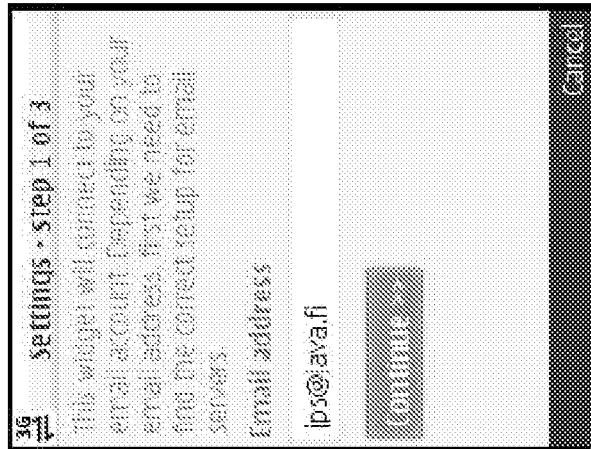 3G
Settings - step 1 of 3
This widget will connect to your
email account. Depending on your
email address, first we need to
find the correct setup for email
servers.
Email address
jps@java.fi
Continue >>
Cancel